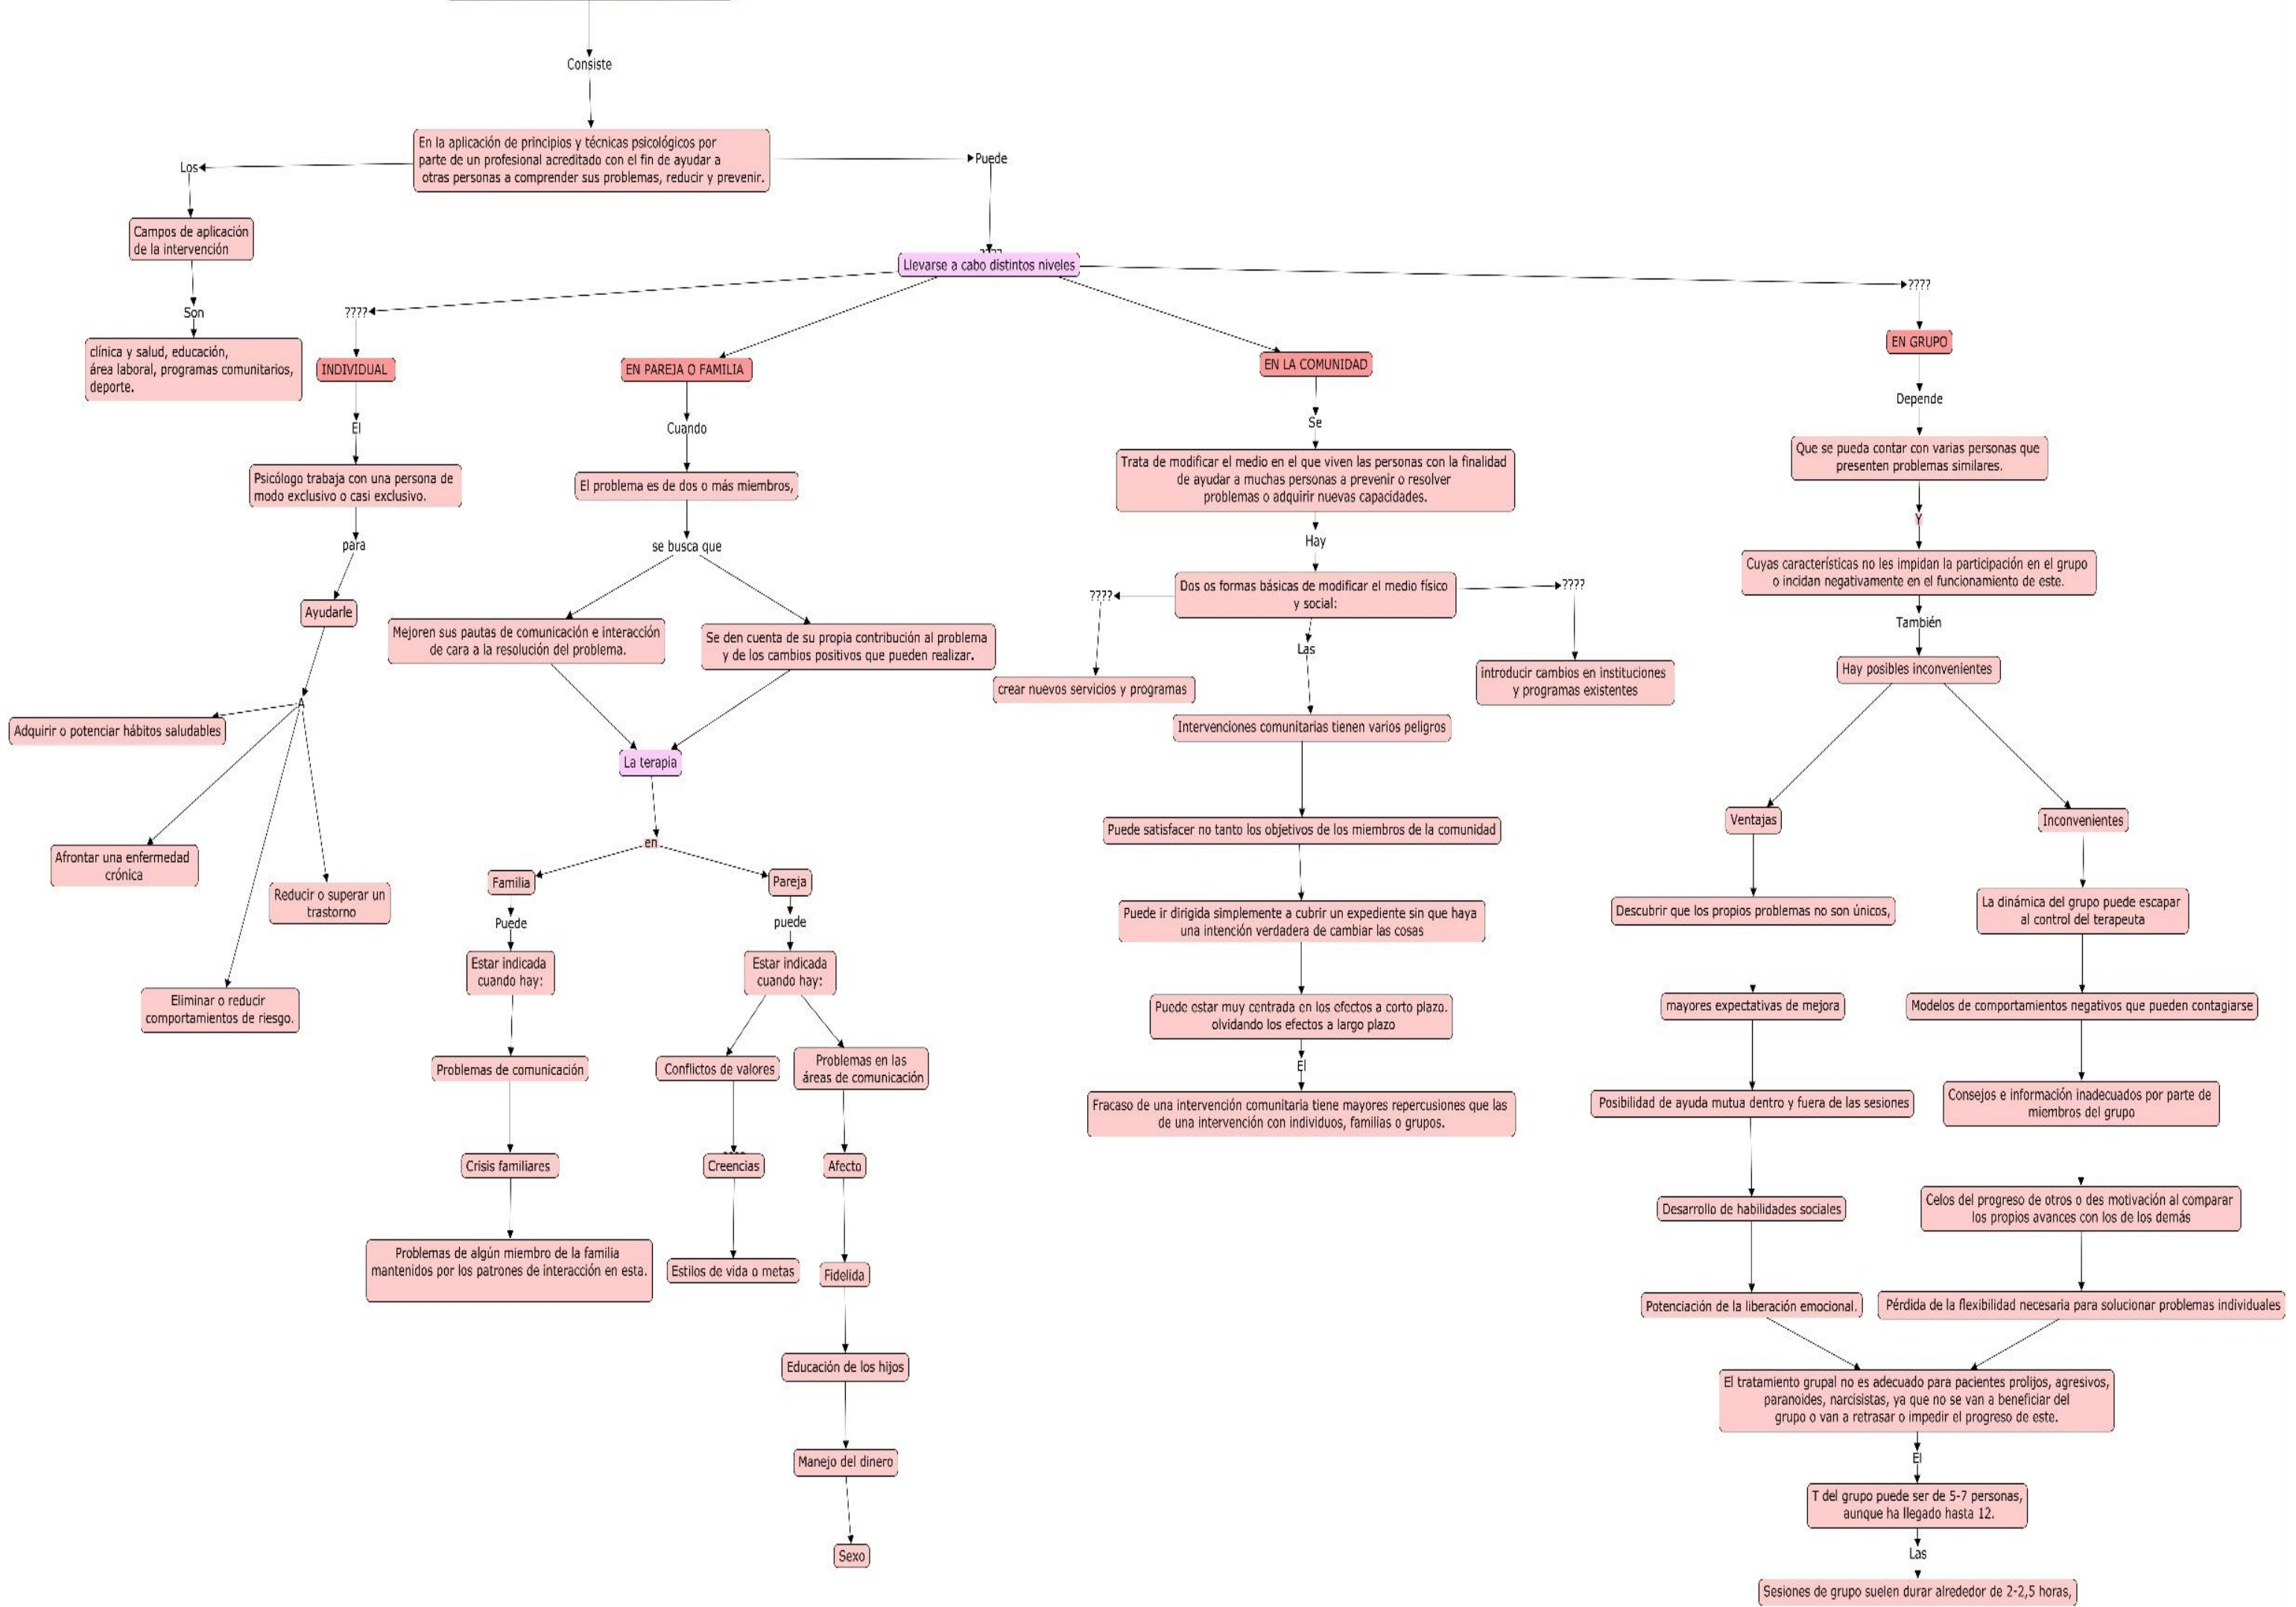 Consiste
En la aplicación de principios y técnicas psicológicos por
parte de un profesional acreditado con el fin de ayudar a
otras personas a comprender sus problemas, reducir y prevenir.
Los
Campos de aplicación
de la intervención
Son
clínica y salud, educación,
área laboral, programas comunitarios,
deporte.
Puede
????
Llevarse a cabo distintos niveles
????
INDIVIDUAL
El
Psicólogo trabaja con una persona de
modo exclusivo o casi exclusivo.
para
Ayudarle
A
Adquirir o potenciar hábitos saludables
Afrontar una enfermedad
crónica
Reducir o superar un
trastorno
Eliminar o reducir
comportamientos de riesgo.
EN PAREJA O FAMILIA
Cuando
El problema es de dos o más miembros,
se busca que
Mejoren sus pautas de comunicación e interacción
de cara a la resolución del problema.
Se den cuenta de su propia contribución al problema
y de los cambios positivos que pueden realizar.
La terapia
en
Familia
Puede
Estar indicada
cuando hay:
Problemas de comunicación
Crisis familiares
Problemas de algún miembro de la familia
mantenidos por los patrones de interacción en esta.
Pareja
puede
Estar indicada
cuando hay:
Conflictos de valores
????
Creencias
Estilos de vida o metas
Problemas en las
áreas de comunicación
Afecto
Fidelida
Educación de los hijos
Manejo del dinero
Sexo
EN LA COMUNIDAD
Se
Trata de modificar el medio en el que viven las personas con la finalidad
de ayudar a muchas personas a prevenir o resolver
problemas o adquirir nuevas capacidades.
Hay
Dos os formas básicas de modificar el medio físico
y social:
????
crear nuevos servicios y programas
????
introducir cambios en instituciones
y programas existentes
Las
Intervenciones comunitarias tienen varios peligros
Puede satisfacer no tanto los objetivos de los miembros de la comunidad
Puede ir dirigida simplemente a cubrir un expediente sin que haya
una intención verdadera de cambiar las cosas
Puede estar muy centrada en los efectos a corto plazo.
olvidando los efectos a largo plazo
El
Fracaso de una intervención comunitaria tiene mayores repercusiones que las
de una intervención con individuos, familias o grupos.
????
EN GRUPO
Depende
Que se pueda contar con varias personas que
presenten problemas similares.
Y
Cuyas características no les impidan la participación en el grupo
o incidan negativamente en el funcionamiento de este.
También
Hay posibles inconvenientes
Ventajas
Descubrir que los propios problemas no son únicos,
mayores expectativas de mejora
Posibilidad de ayuda mutua dentro y fuera de las sesiones
Desarrollo de habilidades sociales
Potenciación de la liberación emocional.
Inconvenientes
La dinámica del grupo puede escapar
al control del terapeuta
Modelos de comportamientos negativos que pueden contagiarse
Consejos e información inadecuados por parte de
miembros del grupo
Celos del progreso de otros o des motivación al comparar
los propios avances con los de los demás
Pérdida de la flexibilidad necesaria para solucionar problemas individuales
El tratamiento grupal no es adecuado para pacientes prolijos, agresivos,
paranoides, narcisistas, ya que no se van a beneficiar del
grupo o van a retrasar o impedir el progreso de este.
El
T del grupo puede ser de 5-7 personas,
aunque ha llegado hasta 12.
Las
Sesiones de grupo suelen durar alrededor de 2-2,5 horas,